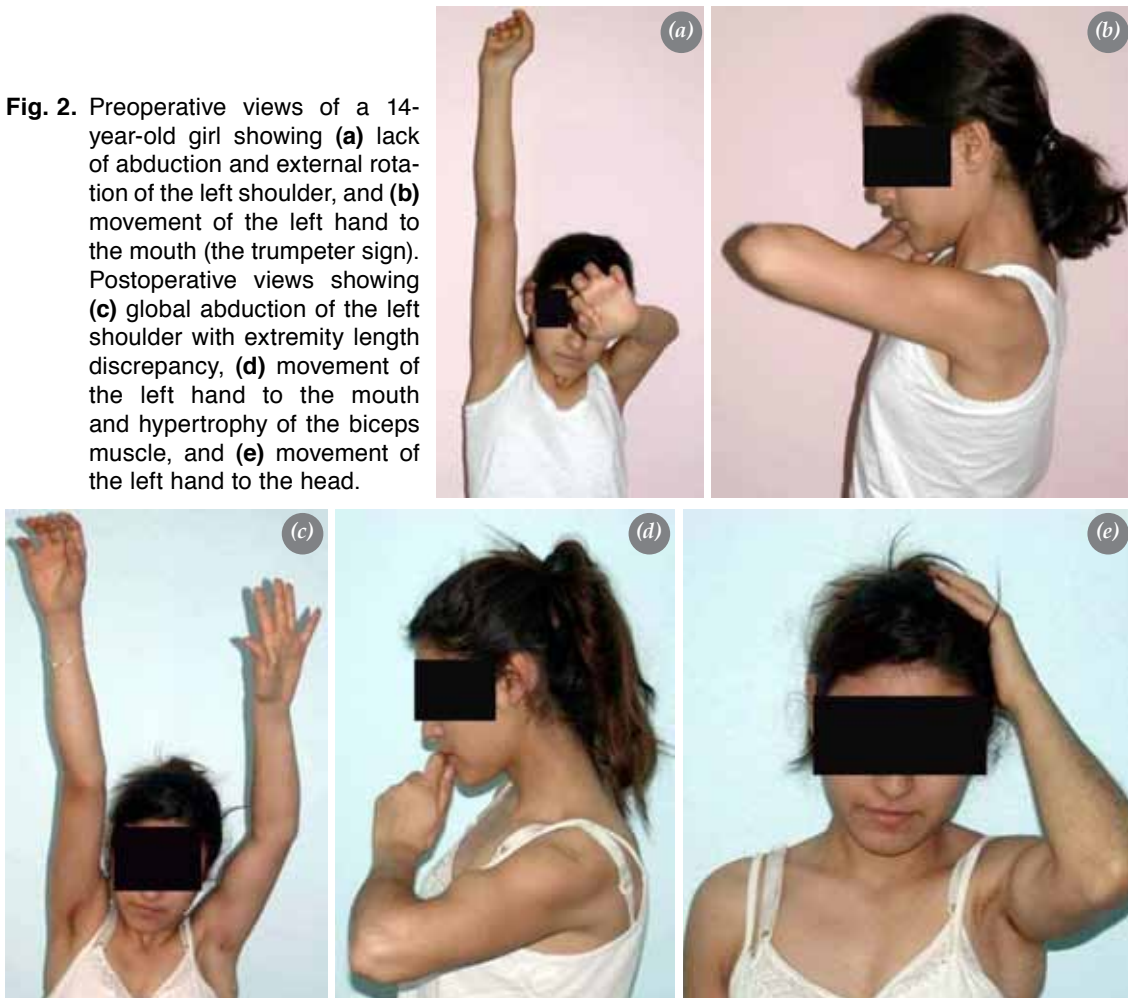 Fig. 2. Preoperative views of a 14-
year-old girl showing (a) lack
of abduction and external rota-
tion of the left shoulder, and (b)
movement of the left hand to
the mouth (the trumpeter sign).
Postoperative views showing
(c) global abduction of the left
shoulder with extremity length
discrepancy, (d) movement of
the left hand to the mouth
and hypertrophy of the biceps
muscle, and (e) movement of
the left hand to the head.
(a)
(b)
(c)
(d)
(e)